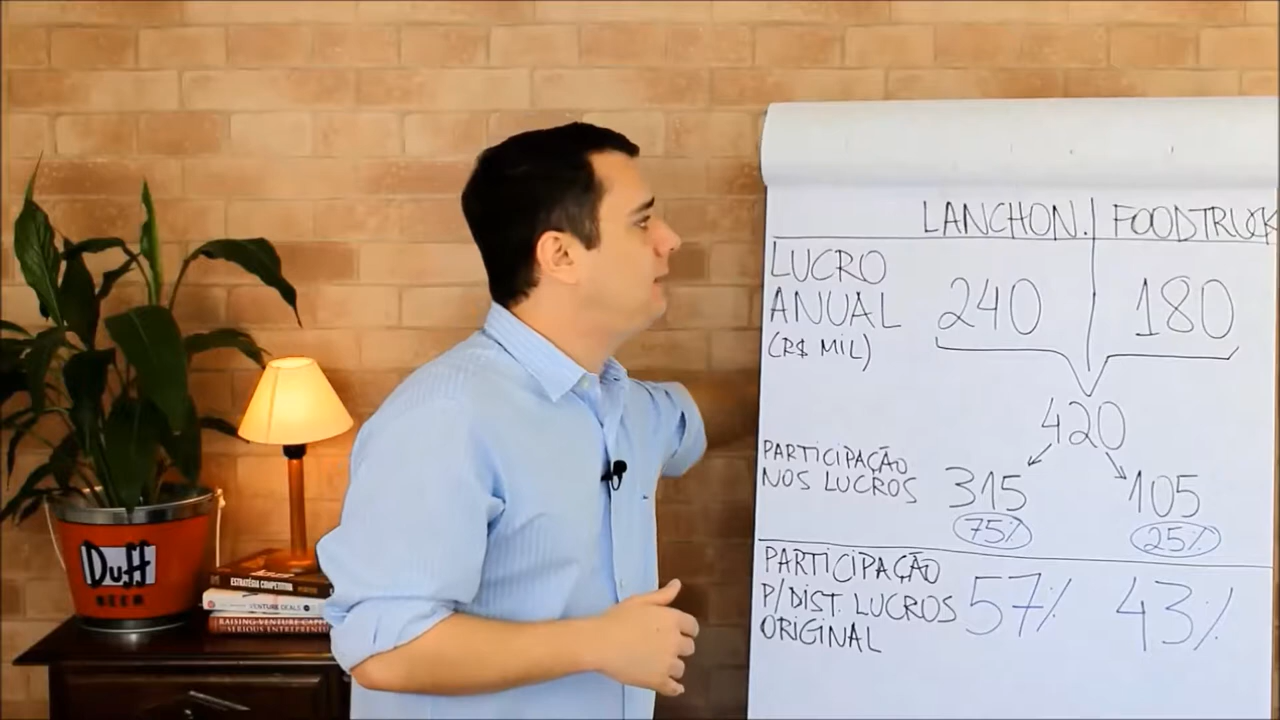 LANCHON. FOODTRUCK
LUCRO
ANUAL
(R$ MIL)
240 180
420
PARTICIPAÇÃO
NOS LUCROS
315 105
75% 25%
PARTICIPAÇÃO
P/DIST. LUCROS
ORIGINAL
57% 43%
Duff
BEER
ESTRATÉGIA COMPETITIVA
VENTURE DEALS
RAISING VENTURE CAPITAL
SERIOUS ENTREPRENEUR